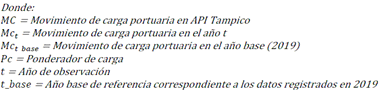 Donde:
MC = Movimiento de carga portuaria en API Tampico
Mc_t = Movimiento de carga portuaria en el año t
Mc_t base = Movimiento de carga portuaria en el año base (2019)
Pc = Ponderador de carga
t = Año de observación
t_base = Año base de referencia correspondiente a los datos registrados en 2019